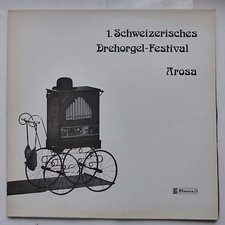 1. Schweizerisches
Drehorgel-Festival
Arosa